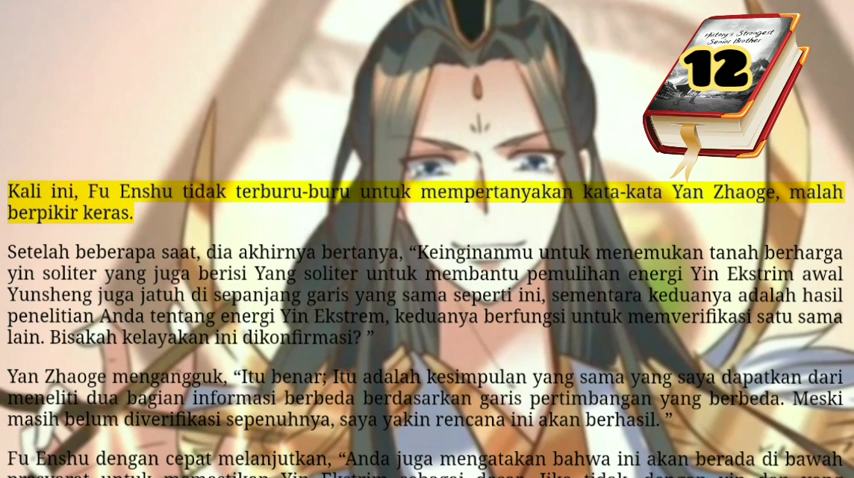 History's Strongest
Senior Brother
12
Kali ini, Fu Enshu tidak terburu-buru untuk mempertanyakan kata-kata Yan Zhaoge, malah
berpikir keras.
Setelah beberapa saat, dia akhirnya bertanya, “Keinginanmu untuk menemukan tanah berharga
yin soliter yang juga berisi Yang soliter untuk membantu pemulihan energi Yin Ekstrim awal
Yunsheng juga jatuh di sepanjang garis yang sama seperti ini, sementara keduanya adalah hasil
penelitian Anda tentang energi Yin Ekstrem, keduanya berfungsi untuk memverifikasi satu sama
lain. Bisakah kelayakan ini dikonfirmasi? ”
Yan Zhaoge mengangguk, “Itu benar; Itu adalah kesimpulan yang sama yang saya dapatkan dari
meneliti dua bagian informasi berbeda berdasarkan garis pertimbangan yang berbeda. Meski
masih belum diverifikasi sepenuhnya, saya yakin rencana ini akan berhasil. ”
Fu Enshu dengan cepat melanjutkan, “Anda juga mengatakan bahwa ini akan berada di bawah